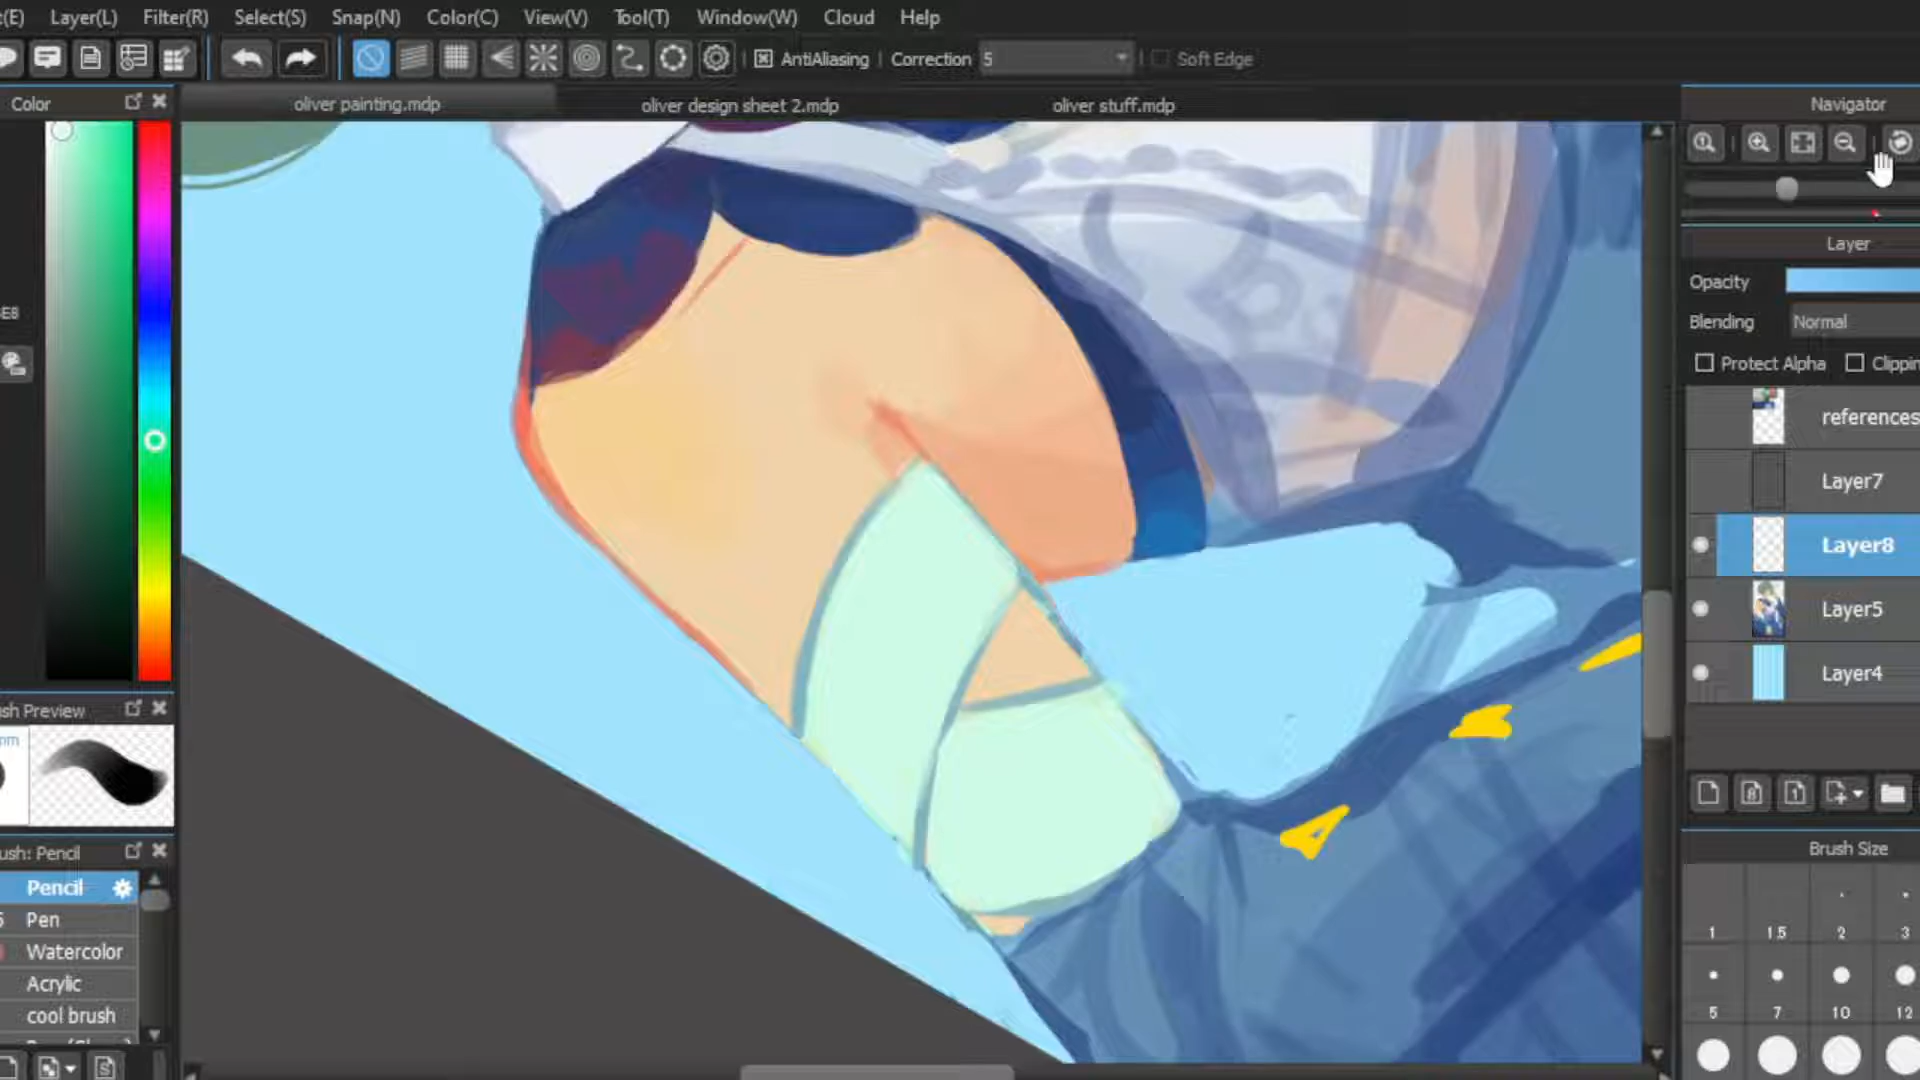 (E) Layer(L) Filter(R) Select(S) Snap(N) Color(C) View(V) Tool(T) Window(W) Cloud Help
AntiAliasing Correction 5 Soft Edge
Color
oliver painting.mdp oliver design sheet 2.mdp oliver stuff.mdp
Navigator
Layer
Opacity
Blending Normal
Protect Alpha Clippin
references
Layer7
Layer8
Layer5
Layer4
E8
sh Preview
ush: Pencil
Pencil
Pen
Watercolor
Acrylic
cool brush
Brush Size
1 1.5 2 3
5 7 10 12